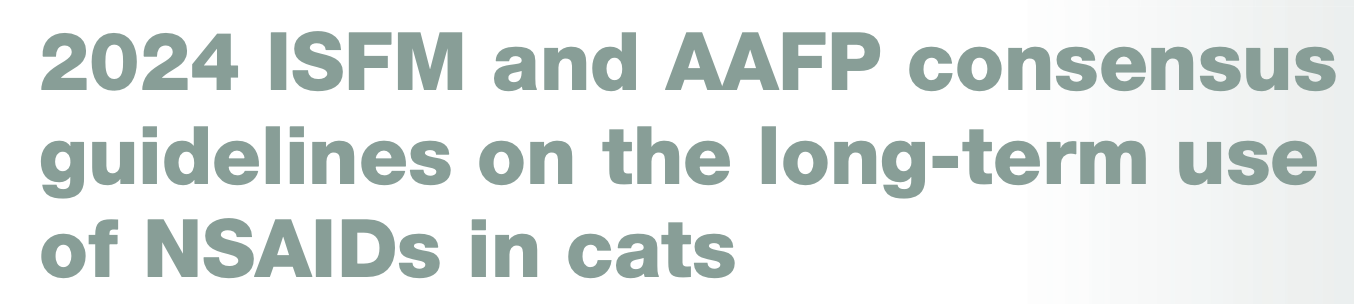 2024 ISFM and AAFP consensus
guidelines on the long-term use
of NSAIDs in cats